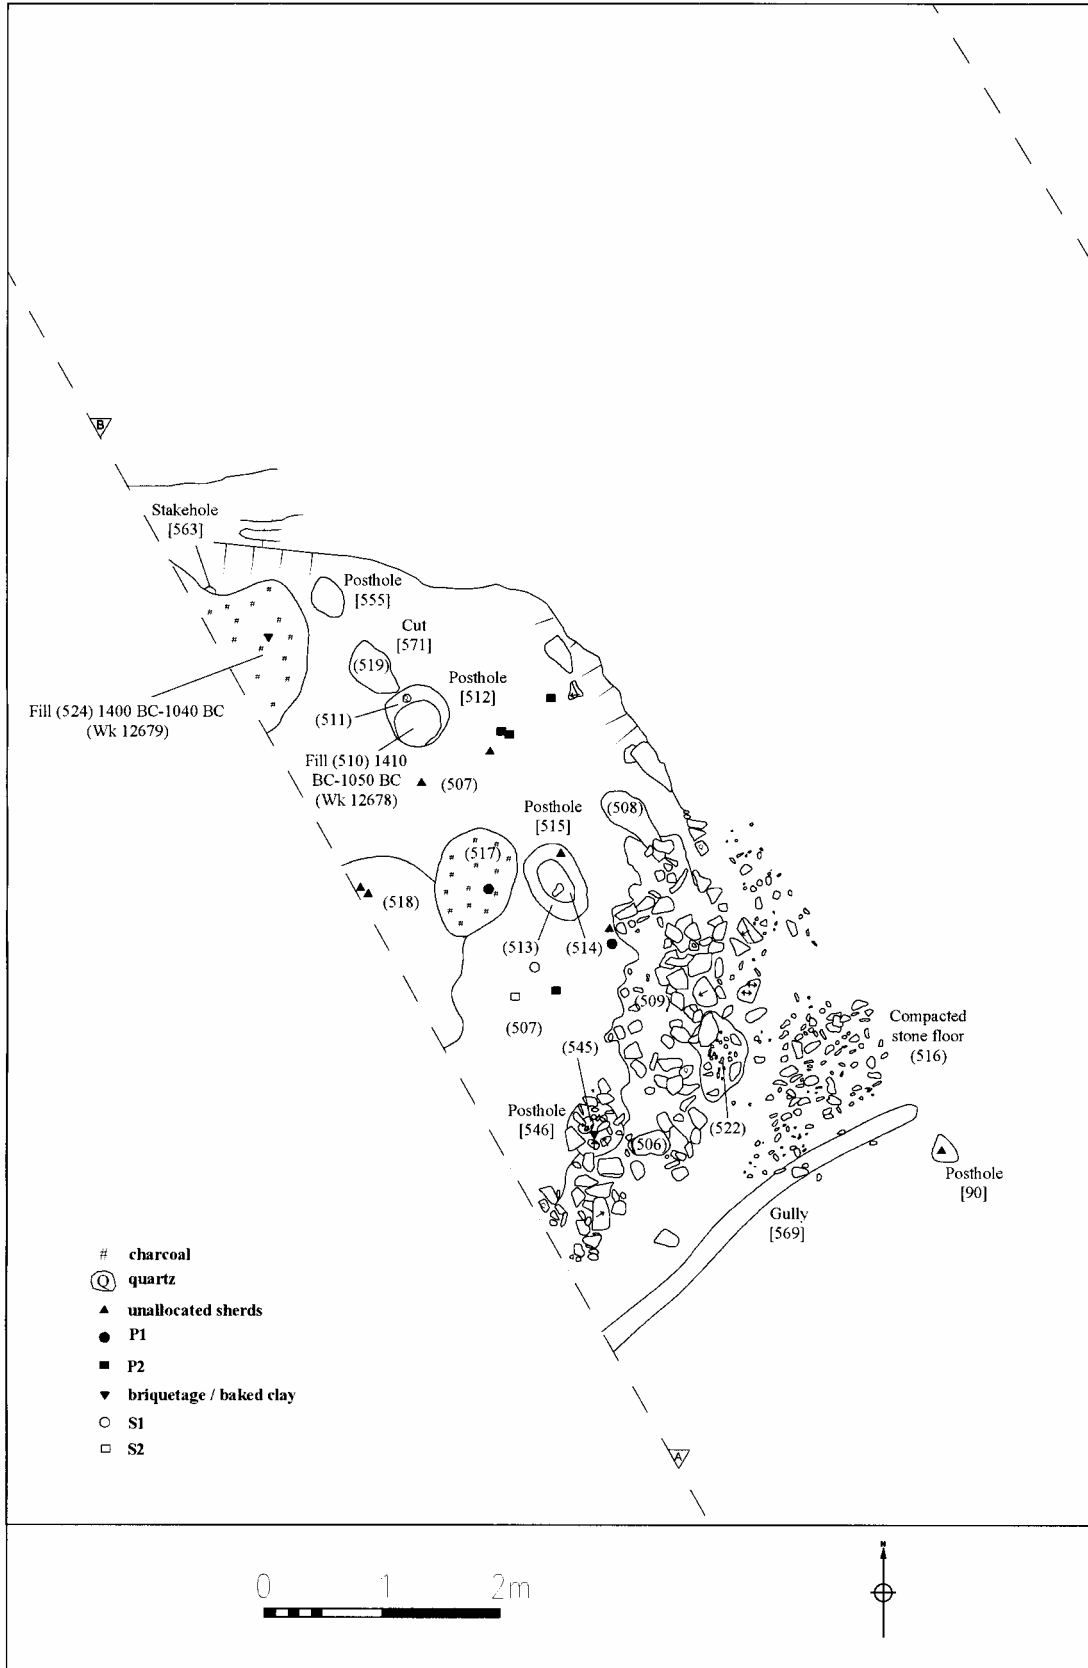 B
Stakehole
[563]
Posthole
[555]
Cut
[571]
(519)
Posthole
[512]
(511)
Fill (524) 1400 BC-1040 BC
(Wk 12679)
Fill (510) 1410
BC-1050 BC
(Wk 12678)
(507)
Posthole
[515]
(508)
(517)
(518)
(513)
(514)
(509)
(507)
Compacted
stone floor
(516)
(545)
Posthole
[546]
(506)
(522)
Posthole
[90]
Gully
[569]
# charcoal
Q quartz
unallocated sherds
P1
P2
briquetage / baked clay
S1
S2
A
0 1 2m
N